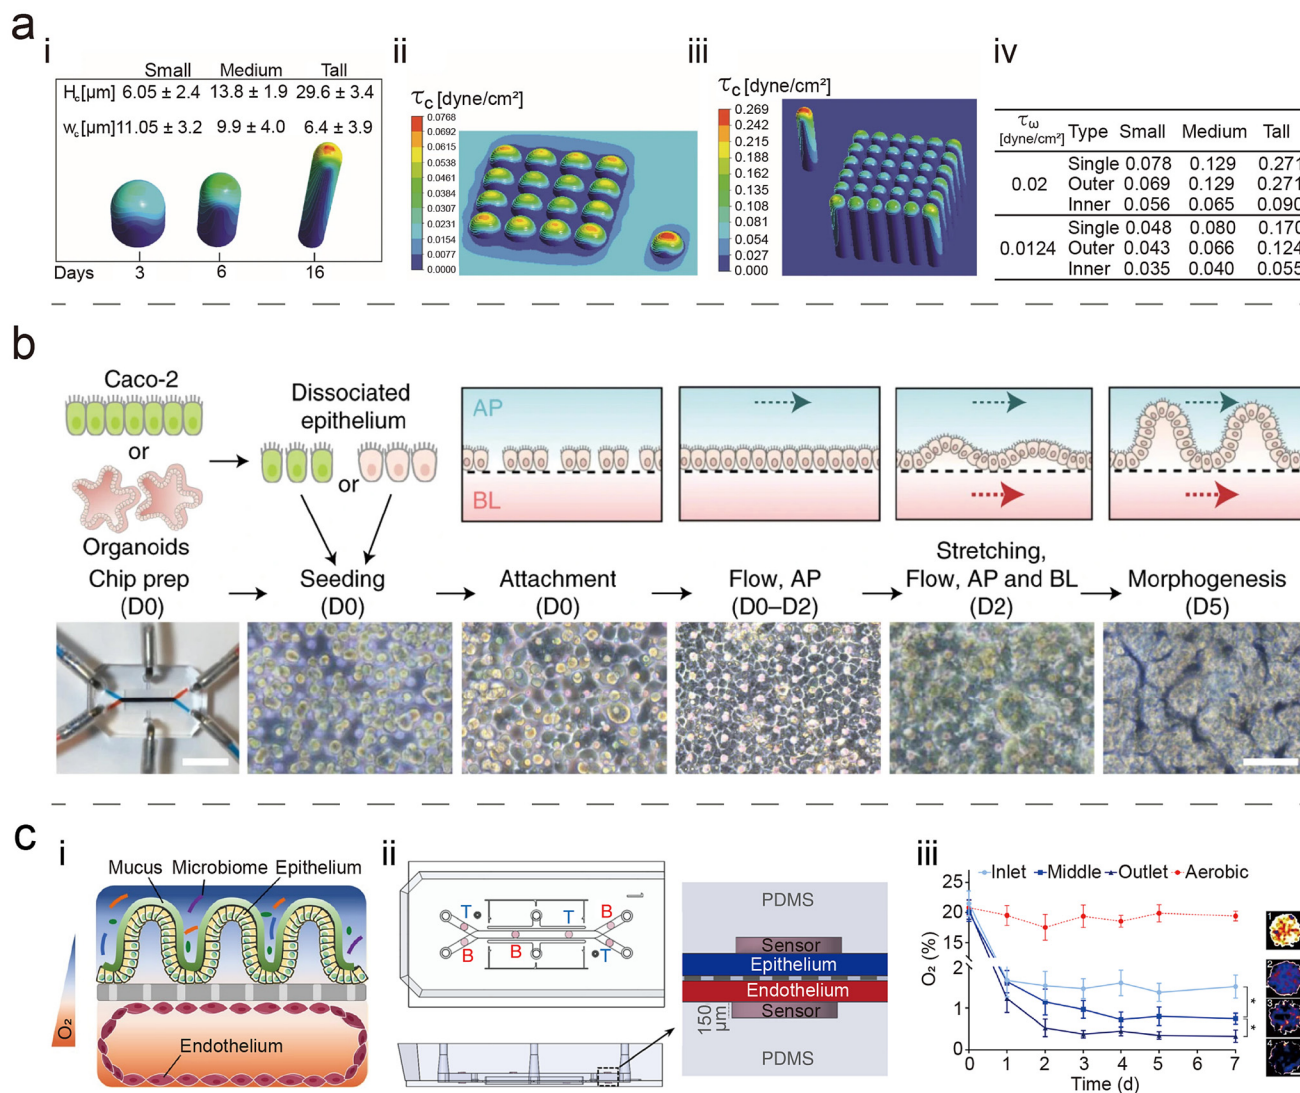 a
i
Small Medium Tall
Hc[µm] 6.05 ± 2.4 13.8 ± 1.9 29.6 ± 3.4
wc[µm] 11.05 ± 3.2 9.9 ± 4.0 6.4 ± 3.9
Days 3 6 16
ii
τc [dyne/cm²]
0.0768
0.0692
0.0615
0.0538
0.0461
0.0384
0.0307
0.0230
0.0154
0.0077
0.0000
iii
τc [dyne/cm²]
0.269
0.242
0.215
0.188
0.162
0.135
0.108
0.081
0.054
0.027
0.000
iv
τω [dyne/cm²] Type Small Medium Tall
Single 0.078 0.129 0.271
0.02 Outer 0.069 0.129 0.271
Inner 0.056 0.065 0.090
Single 0.048 0.080 0.170
0.0124 Outer 0.043 0.066 0.124
Inner 0.035 0.040 0.055
b
Caco-2
or
Organoids
Dissociated
epithelium
or
AP
BL
Chip prep
(D0)
Seeding
(D0)
Attachment
(D0)
Flow, AP
(D0–D2)
Stretching,
Flow, AP and BL
(D2)
Morphogenesis
(D5)
c
i
Mucus Microbiome Epithelium
O₂
Endothelium
ii
T T B
B B T
PDMS
Sensor
Epithelium
Endothelium
Sensor
150 µm
PDMS
iii
Inlet Middle Outlet Aerobic
O₂ (%)
25
20
15
2
1
0
0 1 2 3 4 5 6 7
Time (d)
*
*
1
2
3
4